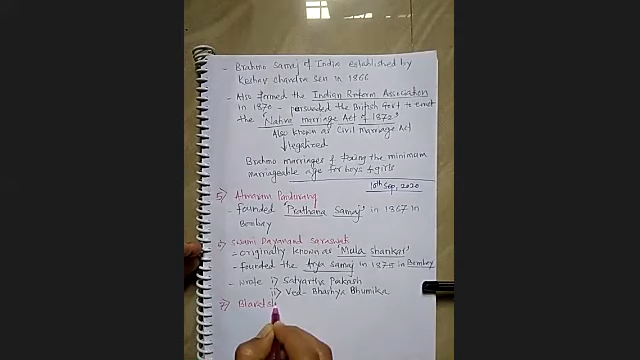 - Brahmo Samaj of India established by
Keshav Chandra Sen in 1866
- Also formed the Indian Reform Association
in 1870 - persuaded the British Govt to enact
the 'Native marriage Act of 1872'
Also known as Civil Marriage Act
↓ legalized
Brahmo marriages & fixing the minimum
marriageable age for boys & girls
10th Sep, 2020
5) Atmaram Pandurang
- founded 'Prathana Samaj' in 1867 in
Bombay
6) Swami Dayanand Saraswati
- Originally known as 'Mula Shankar'
- founded the Arya Samaj in 1875 in Bombay
- wrote i) Satyartha Prakash
ii) Ved- Bhashya Bhumika
7)